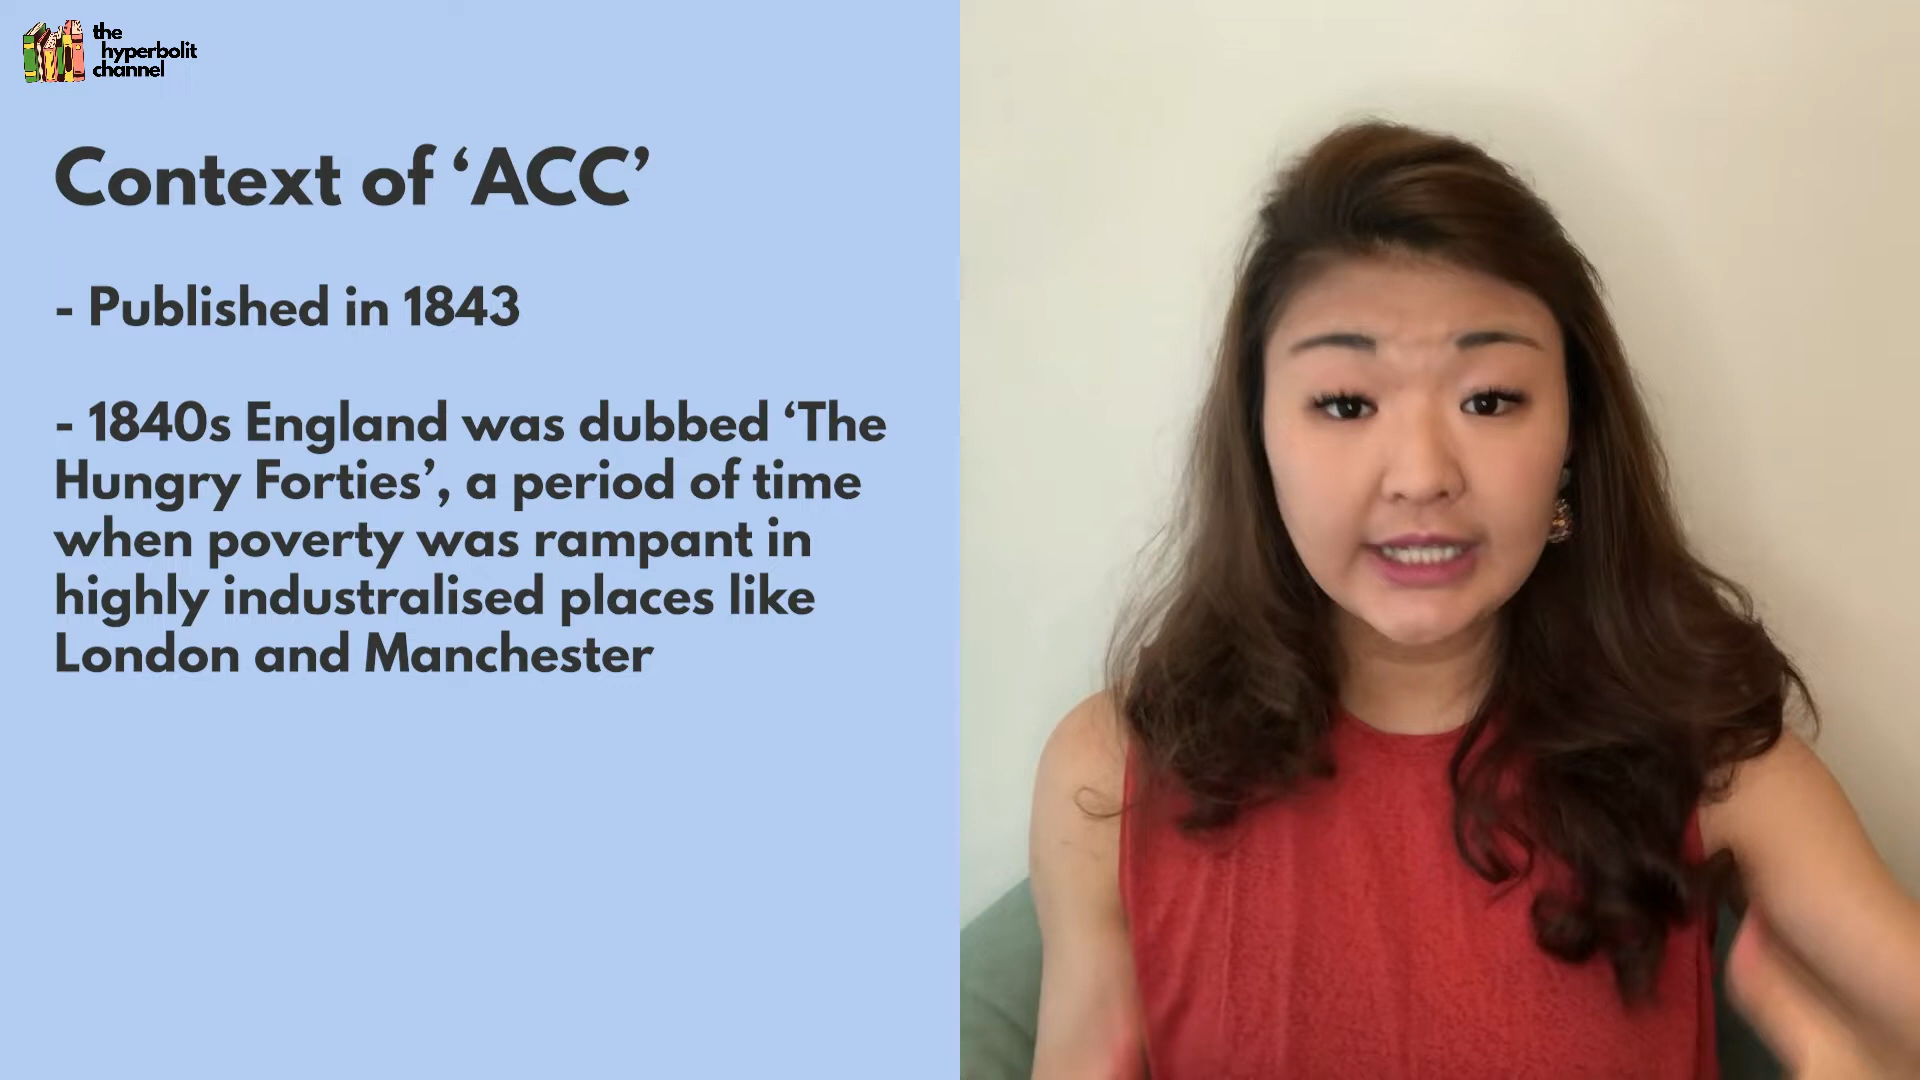 the
hyperbolit
channel
Context of ‘ACC’
- Published in 1843
- 1840s England was dubbed ‘The
Hungry Forties’, a period of time
when poverty was rampant in
highly industralised places like
London and Manchester